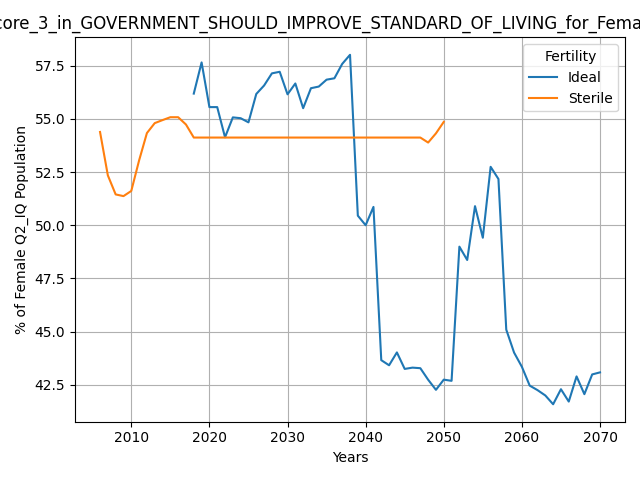 core_3_in_GOVERNMENT_SHOULD_IMPROVE_STANDARD_OF_LIVING_for_Fema
Fertility
Ideal
Sterile
% of Female Q2_IQ Population
57.5
55.0
52.5
50.0
47.5
45.0
42.5
2010 2020 2030 2040 2050 2060 2070
Years